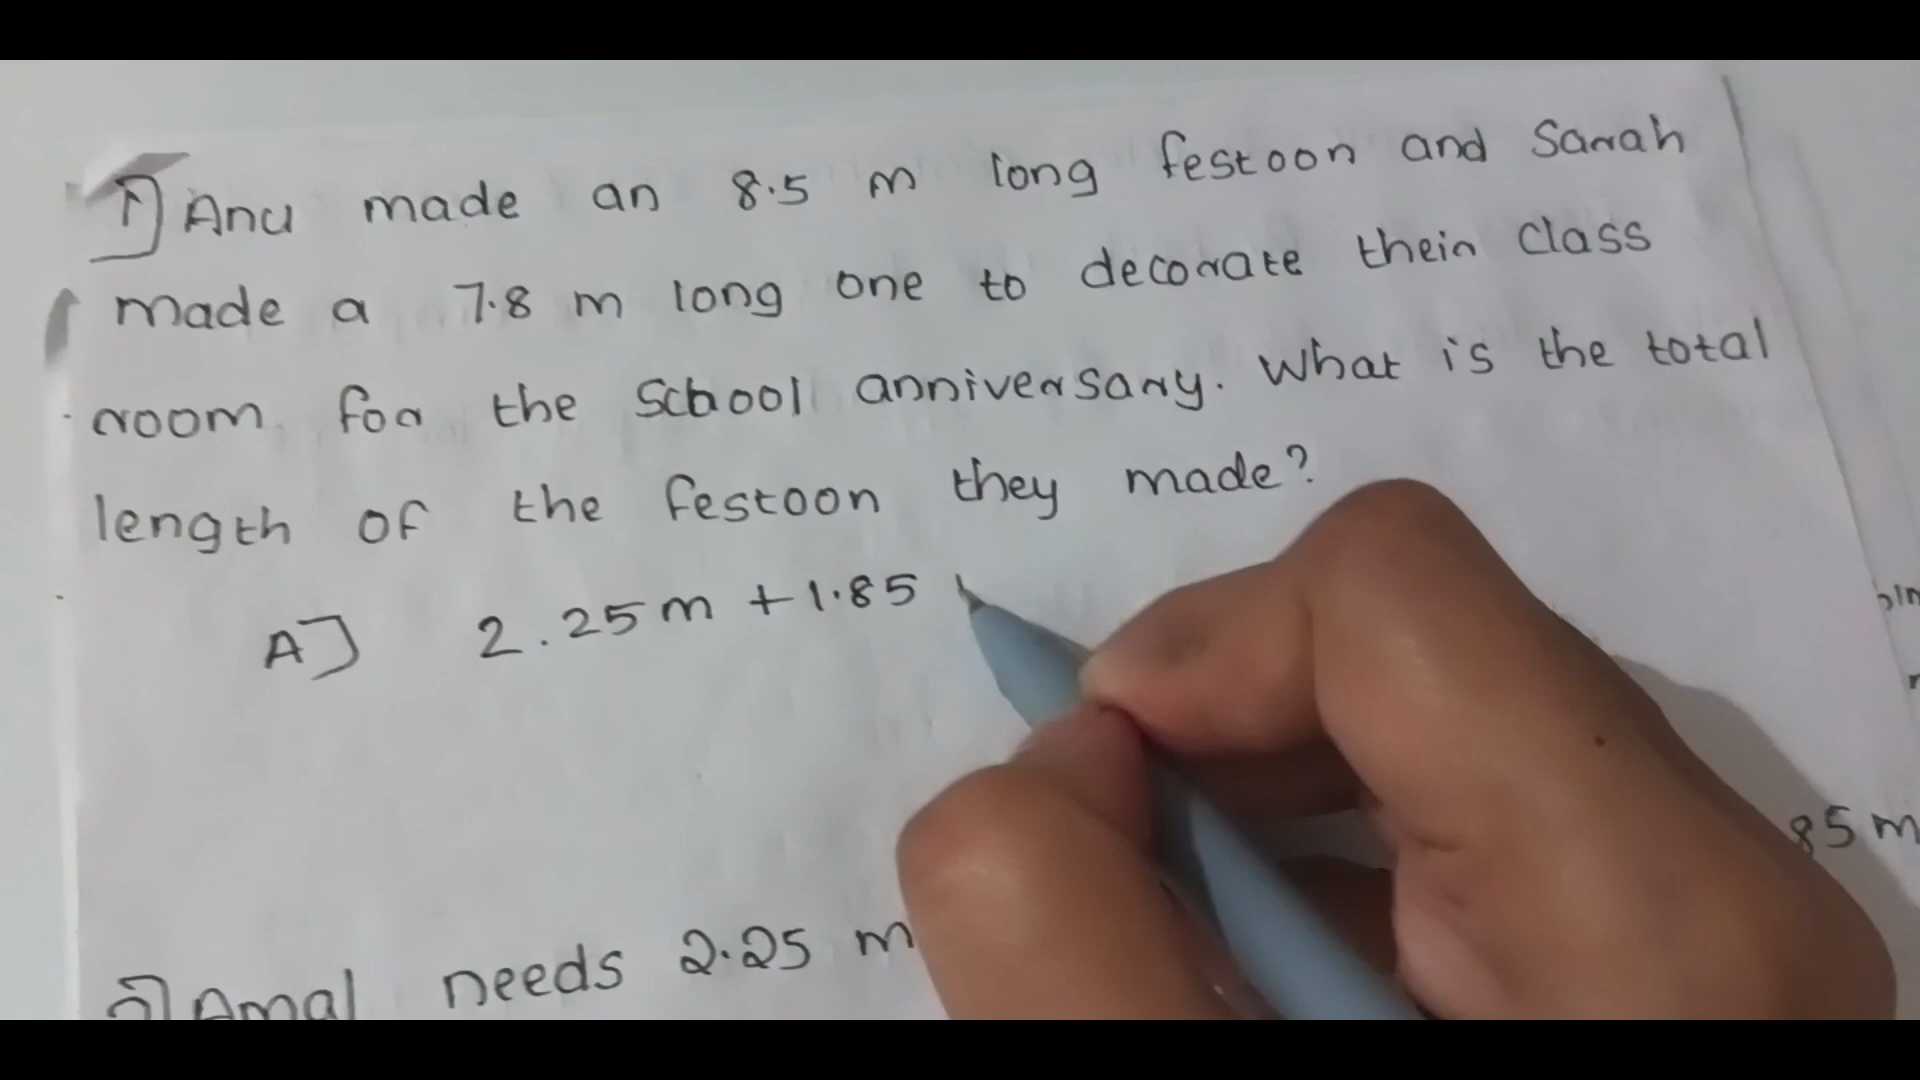 1] Anu made an 8.5 m long festoon and Sarah
made a 7.8 m long one to decorate their class
room for the school anniversary. What is the total
length of the festoon they made?
A] 2.25 m + 1.85
85 m
2] Amal needs 2.25 m